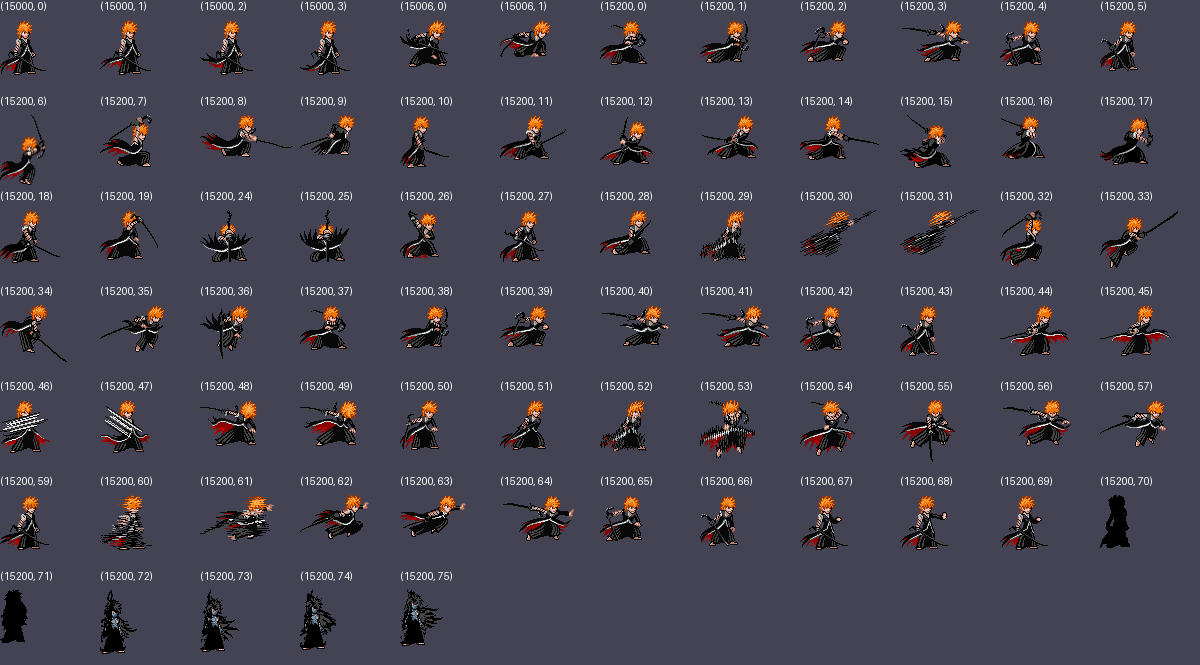 (15000, 0) (15000, 1) (15000, 2) (15000, 3) (15006, 0) (15006, 1) (15200, 0) (15200, 1) (15200, 2) (15200, 3) (15200, 4) (15200, 5)
(15200, 6) (15200, 7) (15200, 8) (15200, 9) (15200, 10) (15200, 11) (15200, 12) (15200, 13) (15200, 14) (15200, 15) (15200, 16) (15200, 17)
(15200, 18) (15200, 19) (15200, 24) (15200, 25) (15200, 26) (15200, 27) (15200, 28) (15200, 29) (15200, 30) (15200, 31) (15200, 32) (15200, 33)
(15200, 34) (15200, 35) (15200, 36) (15200, 37) (15200, 38) (15200, 39) (15200, 40) (15200, 41) (15200, 42) (15200, 43) (15200, 44) (15200, 45)
(15200, 46) (15200, 47) (15200, 48) (15200, 49) (15200, 50) (15200, 51) (15200, 52) (15200, 53) (15200, 54) (15200, 55) (15200, 56) (15200, 57)
(15200, 59) (15200, 60) (15200, 61) (15200, 62) (15200, 63) (15200, 64) (15200, 65) (15200, 66) (15200, 67) (15200, 68) (15200, 69) (15200, 70)
(15200, 71) (15200, 72) (15200, 73) (15200, 74) (15200, 75)